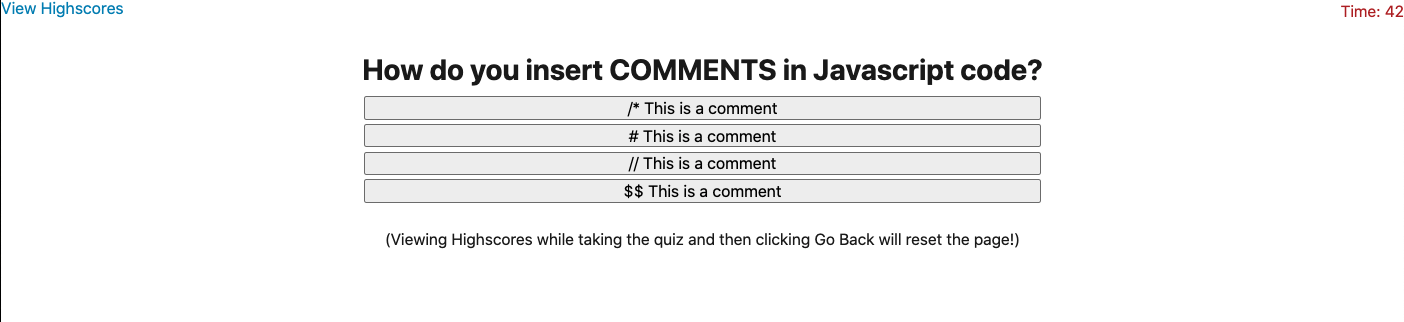 View Highscores
Time: 42
How do you insert COMMENTS in Javascript code?
/* This is a comment
# This is a comment
// This is a comment
$$ This is a comment
(Viewing Highscores while taking the quiz and then clicking Go Back will reset the page!)